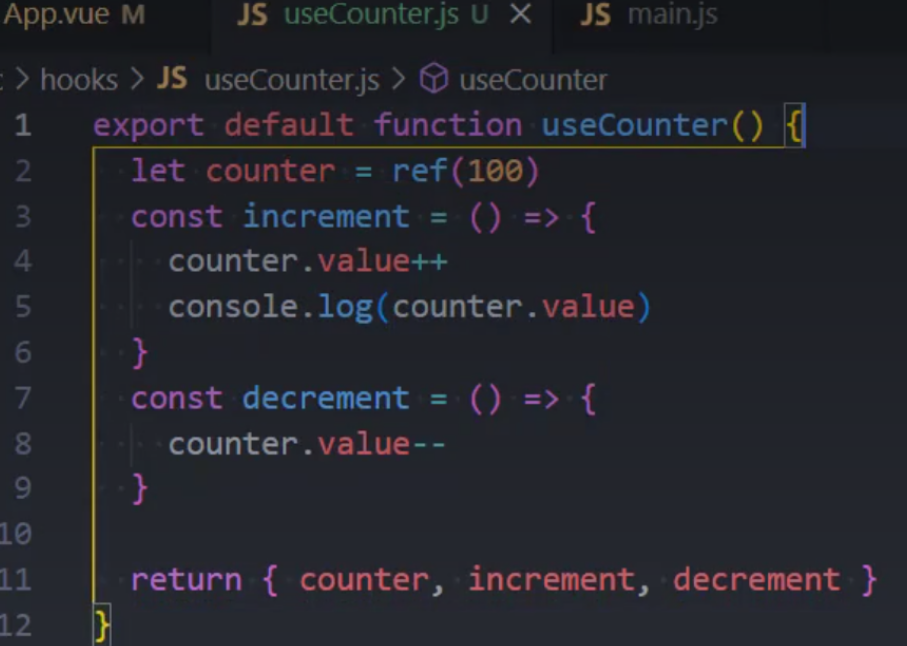 App.vue M JS useCounter.js U × JS main.js
> hooks > JS useCounter.js > useCounter
1 export default function useCounter() {
2 let counter = ref(100)
3 const increment = () => {
4 counter.value++
5 console.log(counter.value)
6 }
7 const decrement = () => {
8 counter.value--
9 }
10
11 return { counter, increment, decrement }
12 }